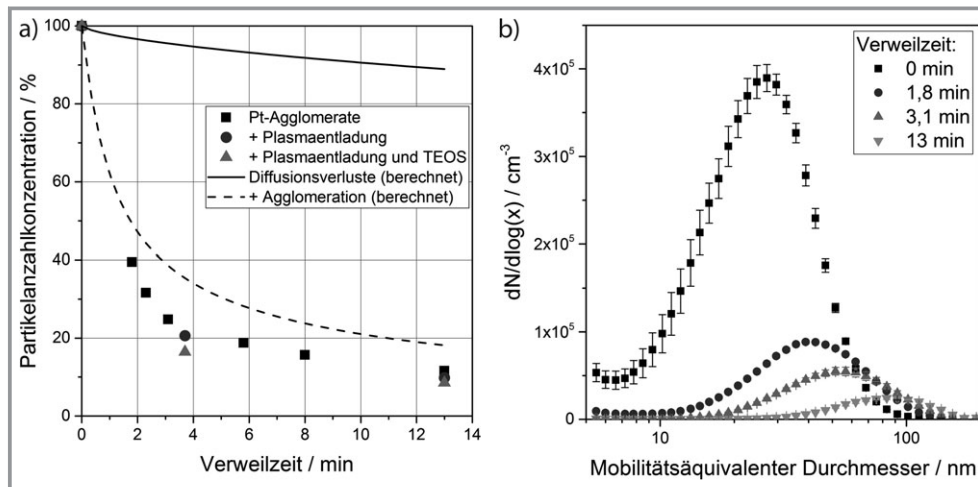 a)
Partikelanzahlkonzentration / %
100
80
60
40
20
0
Pt-Agglomerate
+ Plasmaentladung
+ Plasmaentladung und TEOS
Diffusionsverluste (berechnet)
+ Agglomeration (berechnet)
0 2 4 6 8 10 12 14
Verweilzeit / min
b)
dN/dlog(x) / cm⁻³
4x10⁵
3x10⁵
2x10⁵
1x10⁵
0
Verweilzeit:
0 min
1,8 min
3,1 min
13 min
10 100
Mobilitätsäquivalenter Durchmesser / nm